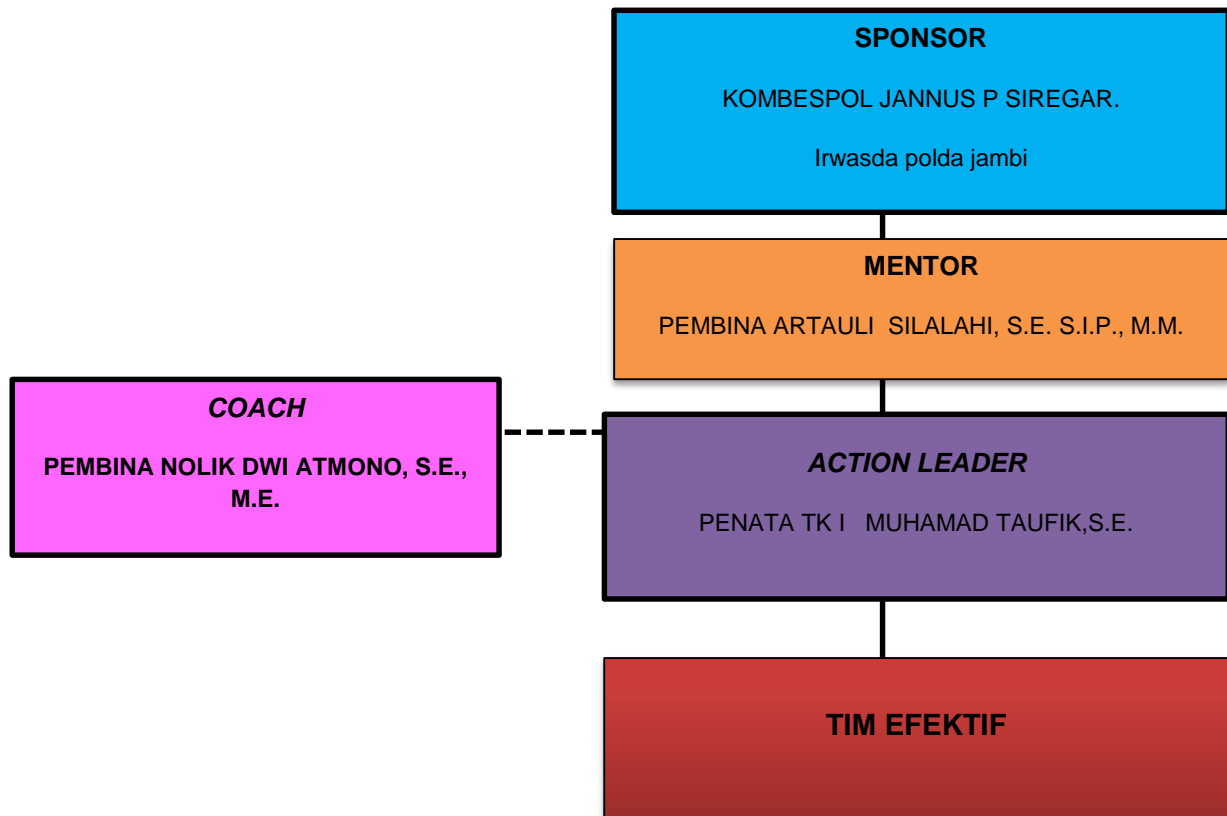 SPONSOR
KOMBESPOL JANNUS P SIREGAR.
Irwasda polda jambi
MENTOR
PEMBINA ARTAULI  SILALAHI, S.E. S.I.P., M.M.
COACH
PEMBINA NOLIK DWI ATMONO, S.E.,
M.E.
ACTION LEADER
PENATA TK I   MUHAMAD TAUFIK,S.E.
TIM EFEKTIF